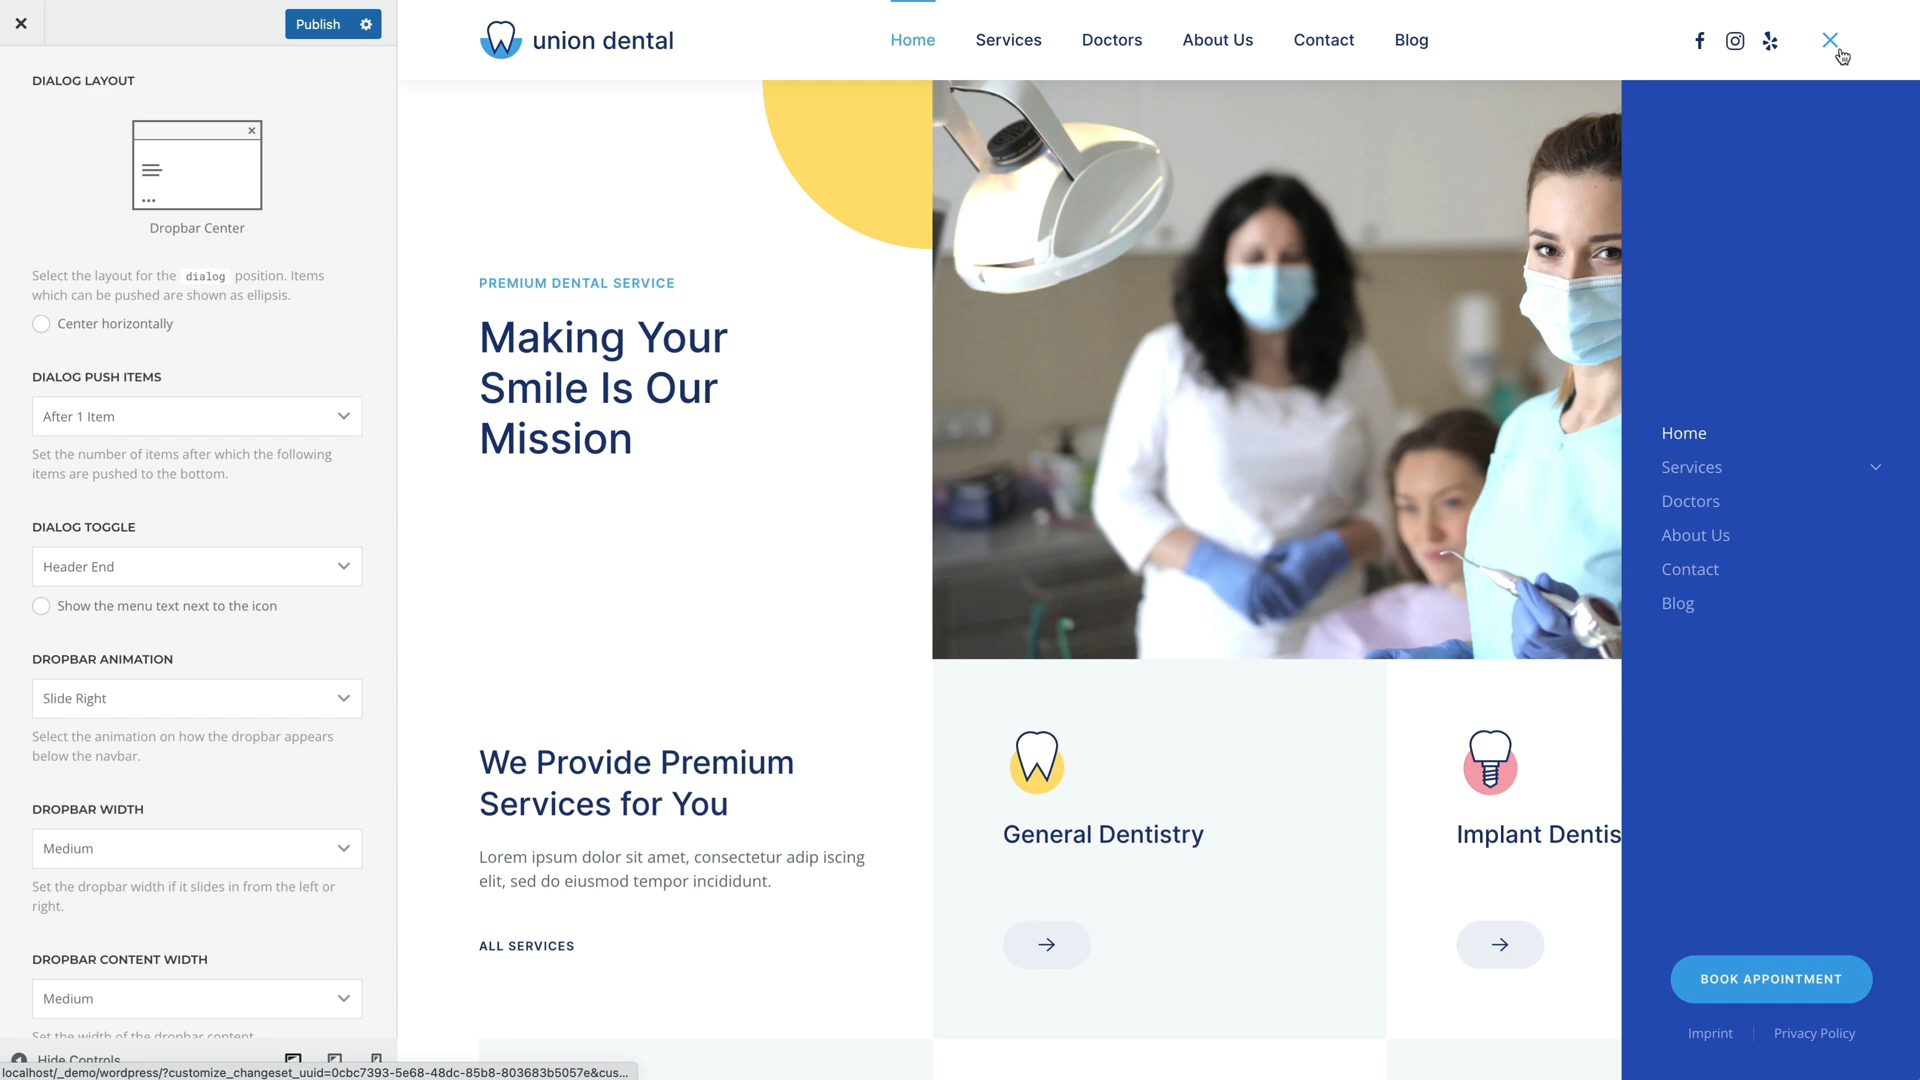 Publish
DIALOG LAYOUT
Dropbar Center
Select the layout for the dialog position. Items
which can be pushed are shown as ellipsis.
Center horizontally
DIALOG PUSH ITEMS
After 1 Item
Set the number of items after which the following
items are pushed to the bottom.
DIALOG TOGGLE
Header End
Show the menu text next to the icon
DROPBAR ANIMATION
Slide Right
Select the animation on how the dropbar appears
below the navbar.
DROPBAR WIDTH
Medium
Set the dropbar width if it slides in from the left or
right.
DROPBAR CONTENT WIDTH
Medium
Set the width of the dropbar content
Hide Controls
localhost/_demo/wordpress/?customize_changeset_uuid=0cbc7393-5e68-48dc-85b8-803683b5057e&cus...
union dental
Home
Services
Doctors
About Us
Contact
Blog
PREMIUM DENTAL SERVICE
Making Your
Smile Is Our
Mission
We Provide Premium
Services for You
Lorem ipsum dolor sit amet, consectetur adip iscing
elit, sed do eiusmod tempor incididunt.
ALL SERVICES
General Dentistry
Implant Dentis
Home
Services
Doctors
About Us
Contact
Blog
BOOK APPOINTMENT
Imprint
Privacy Policy